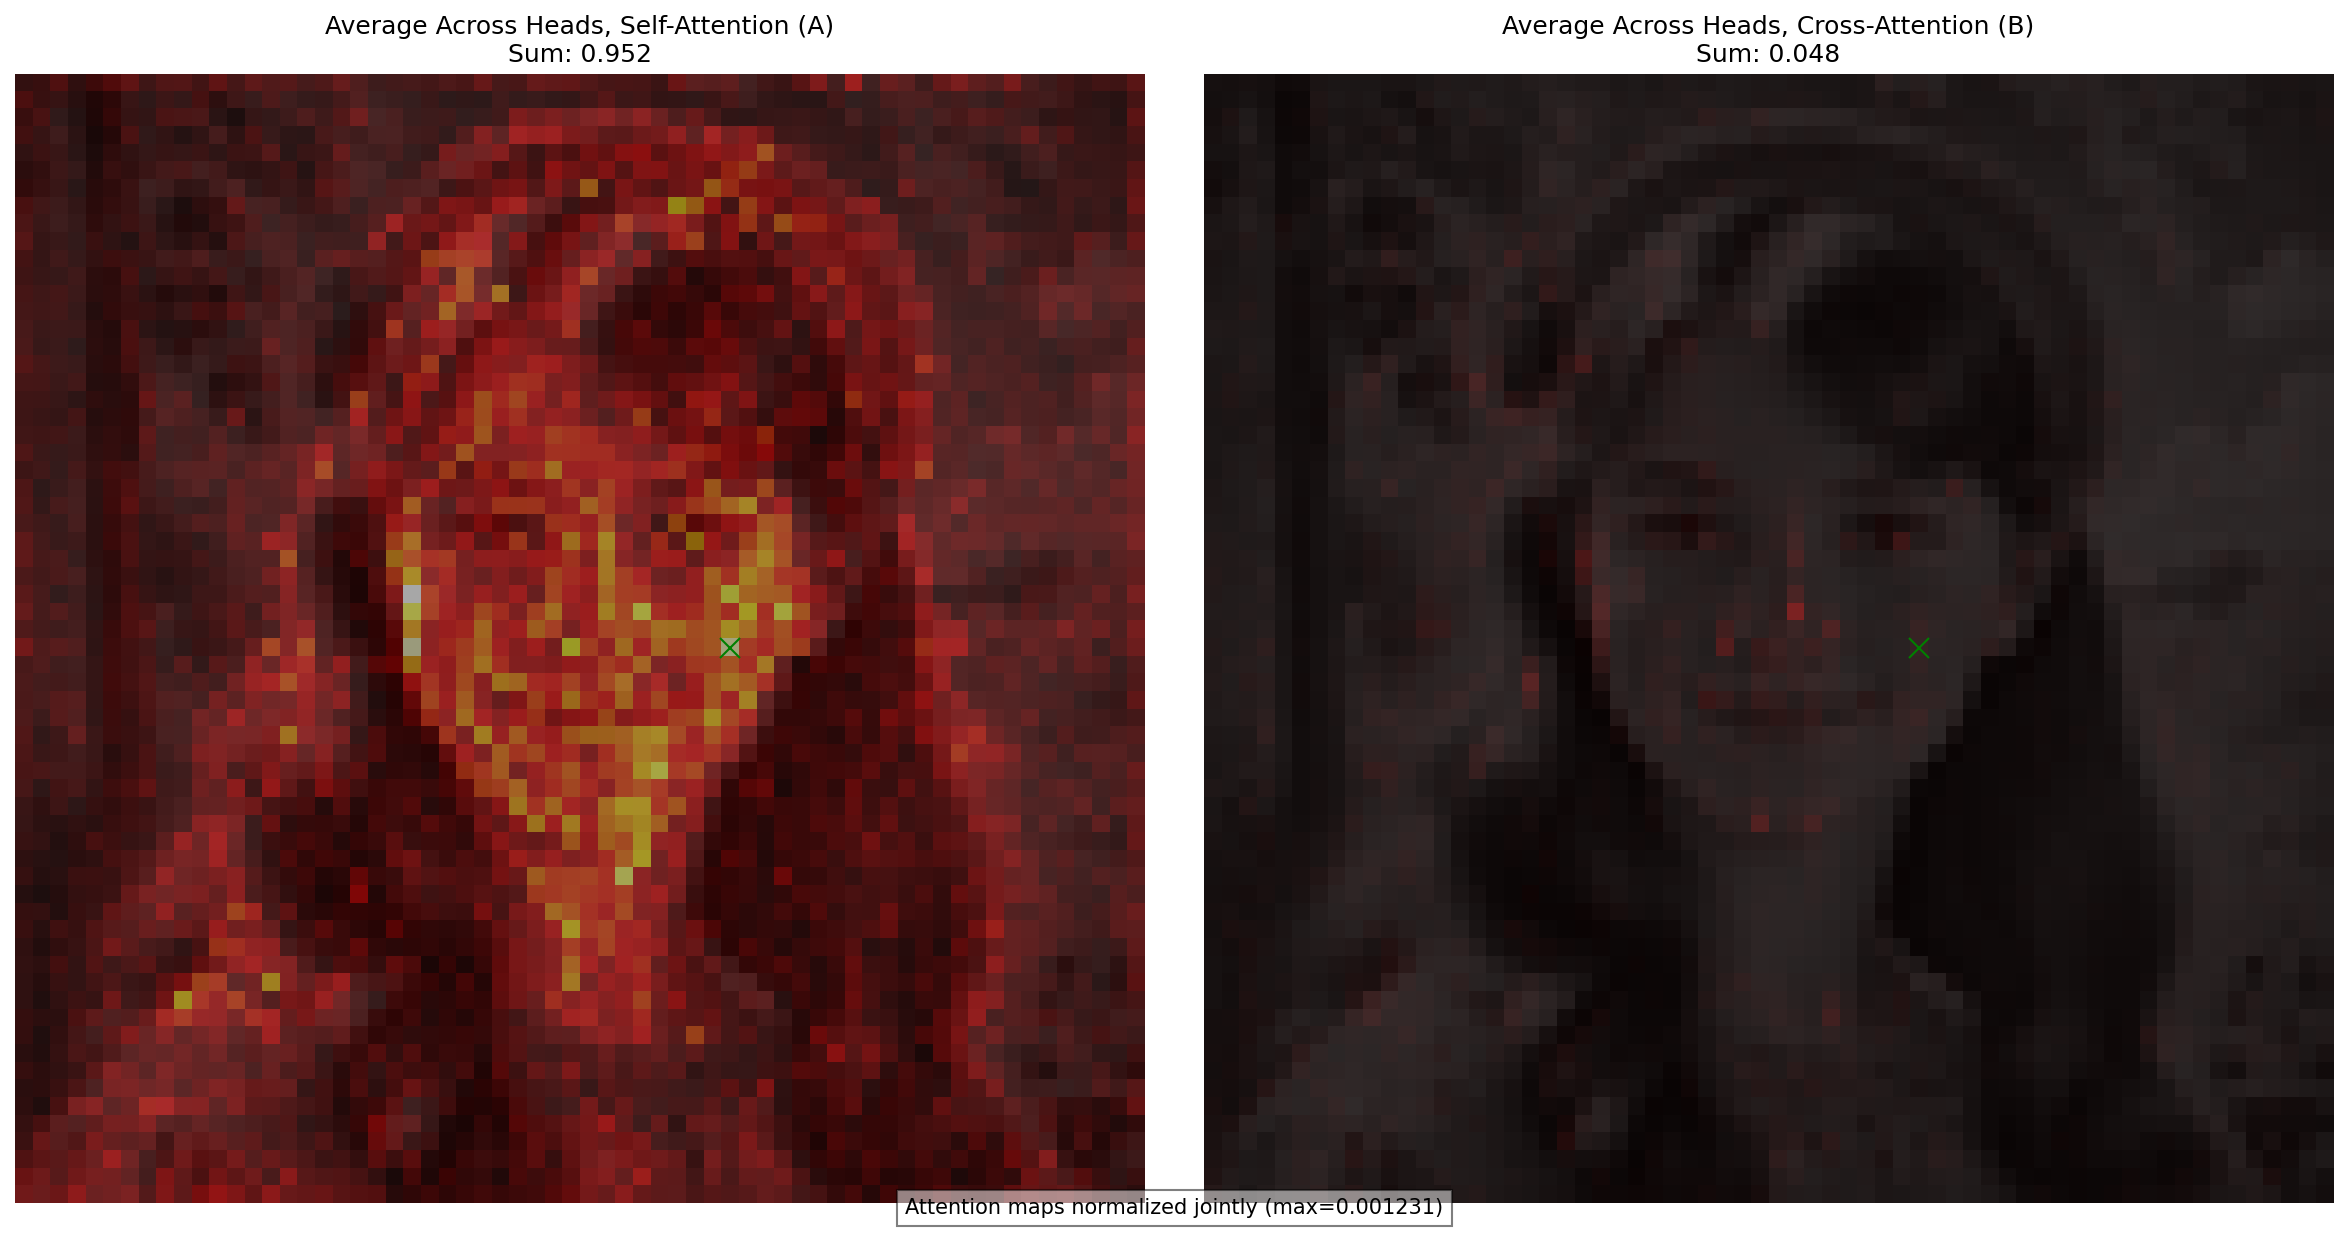 Average Across Heads, Self-Attention (A)
Sum: 0.952
Average Across Heads, Cross-Attention (B)
Sum: 0.048
Attention maps normalized jointly (max=0.001231)